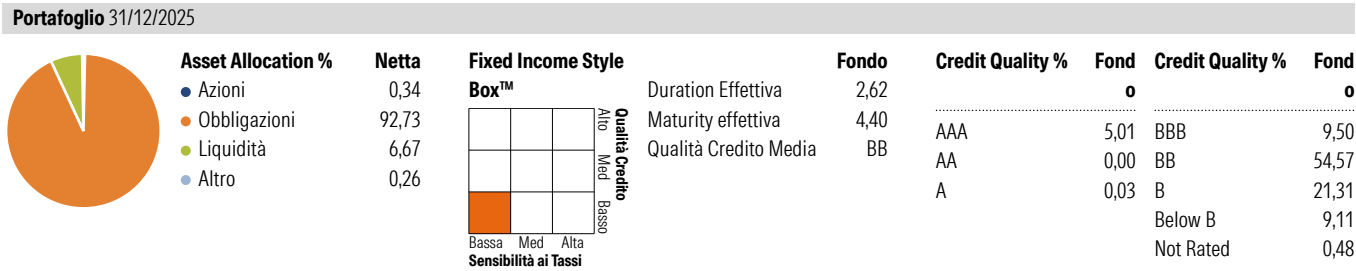 Portafoglio 31/12/2025
Asset Allocation % Netta
Azioni 0,34
Obbligazioni 92,73
Liquidità 6,67
Altro 0,26
Fixed Income Style
Box™
Alto Med Basso
Qualità Credito
Bassa Med Alta
Sensibilità ai Tassi
Fondo
Duration Effettiva 2,62
Maturity effettiva 4,40
Qualità Credito Media BB
Credit Quality % Fond
o
AAA 5,01
AA 0,00
A 0,03
Credit Quality % Fond
o
BBB 9,50
BB 54,57
B 21,31
Below B 9,11
Not Rated 0,48